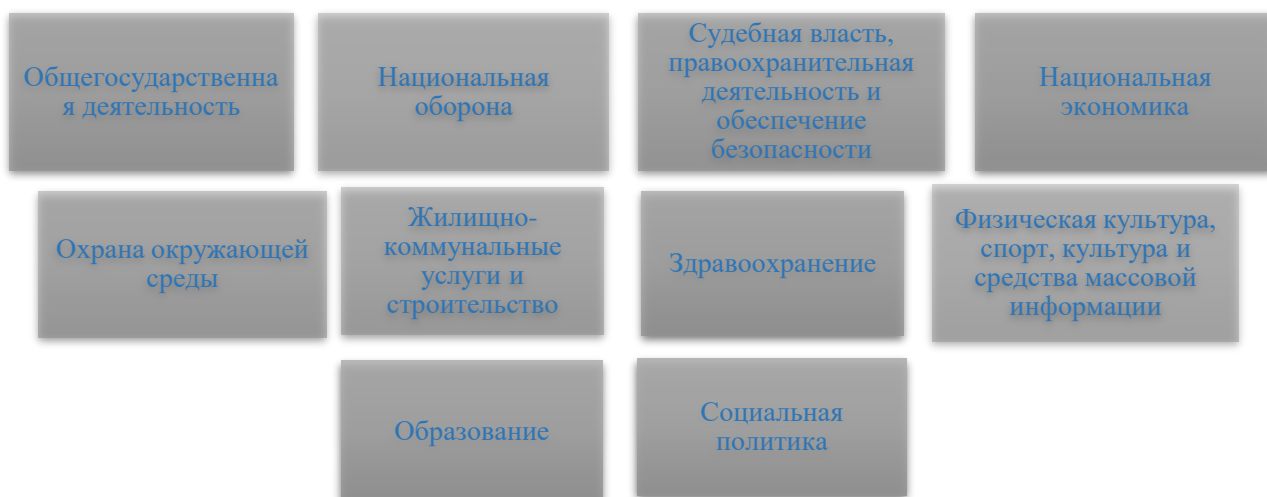 Общегосударственна
я деятельность
Национальная
оборона
Судебная власть,
правоохранительная
деятельность и
обеспечение
безопасности
Национальная
экономика
Охрана окружающей
среды
Жилищно-
коммунальные
услуги и
строительство
Здравоохранение
Физическая культура,
спорт, культура и
средства массовой
информации
Образование
Социальная
политика